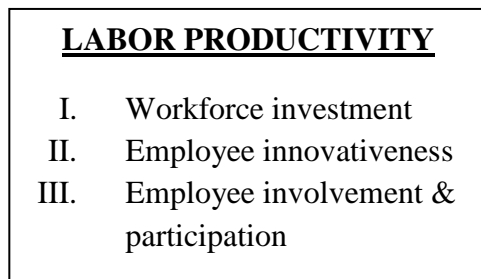 LABOR PRODUCTIVITY
I. Workforce investment
II. Employee innovativeness
III. Employee involvement &
participation